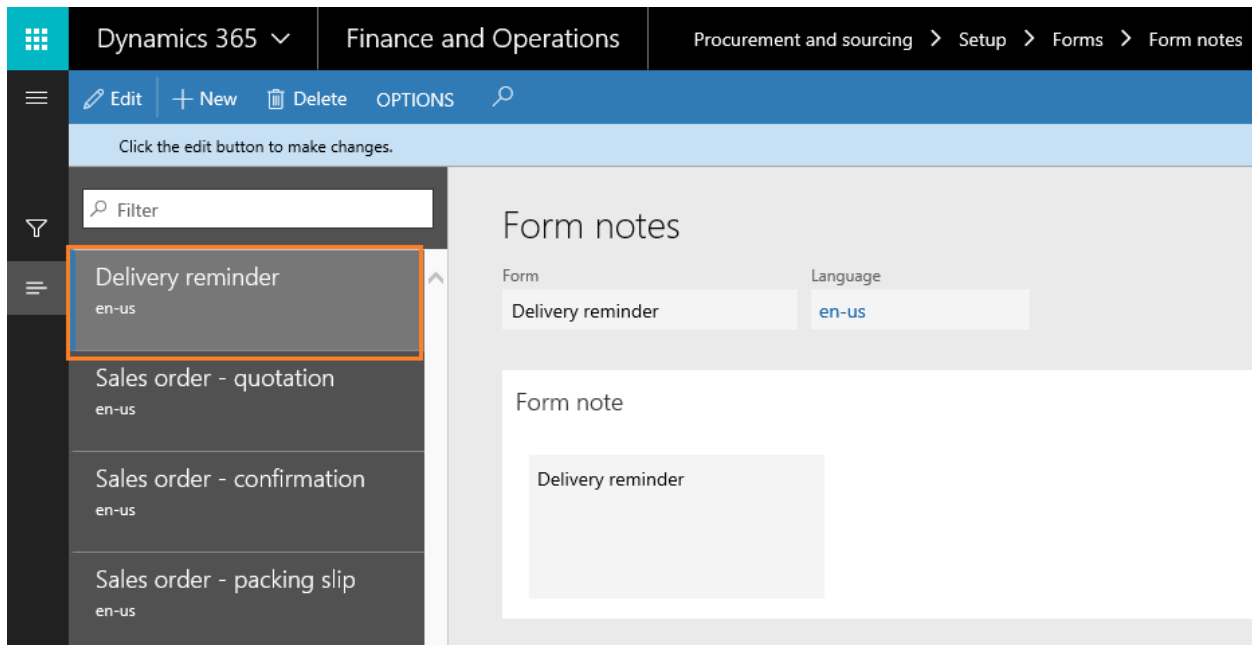 Dynamics 365 Finance and Operations Procurement and sourcing > Setup > Forms > Form notes
Edit + New Delete OPTIONS
Click the edit button to make changes.
Filter
Delivery reminder
en-us
Sales order - quotation
en-us
Sales order - confirmation
en-us
Sales order - packing slip
en-us
Form notes
Form Language
Delivery reminder en-us
Form note
Delivery reminder